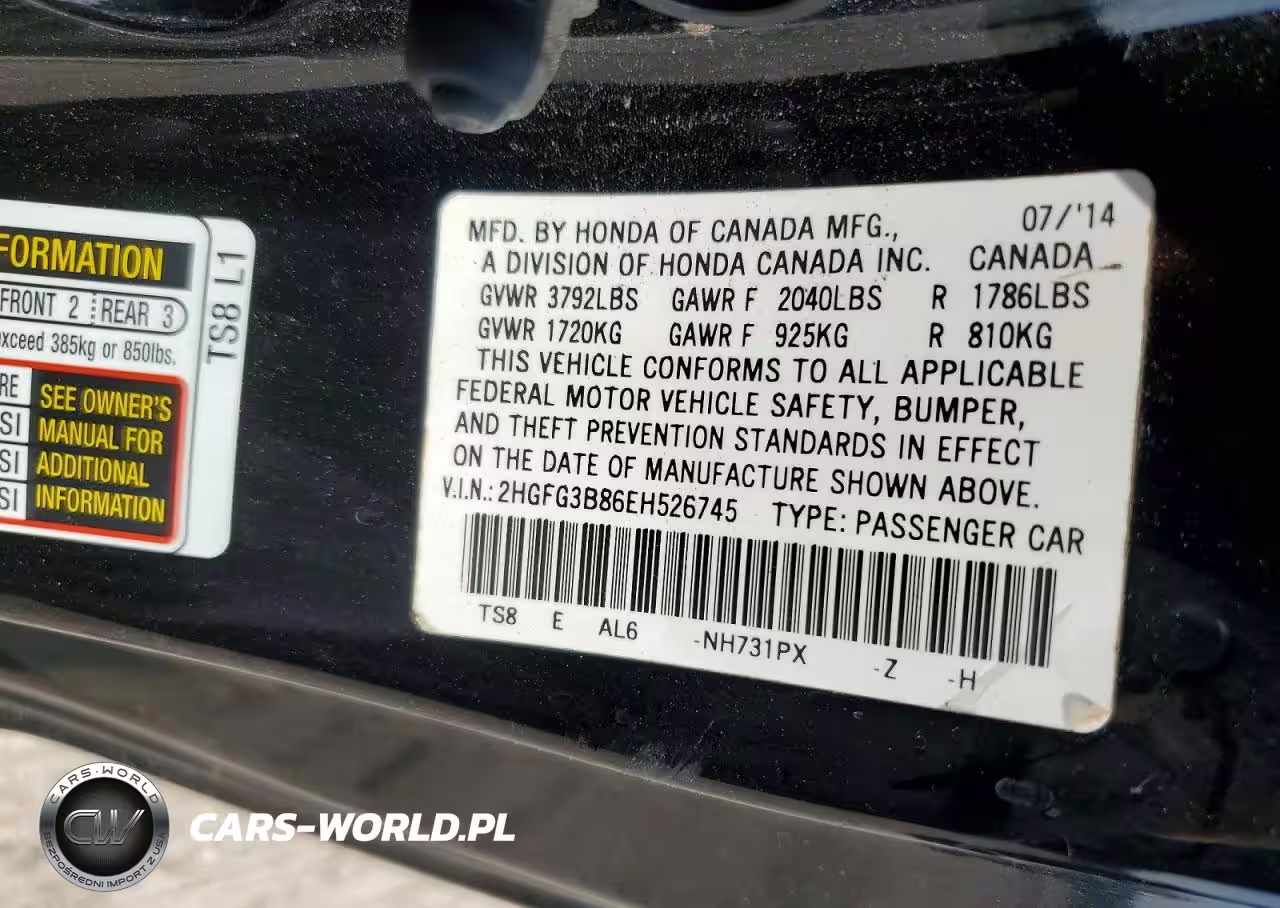 FORMATION
FRONT 2 REAR 3
exceed 385kg or 850lbs.
RE
SI
SI
SI
SEE OWNER'S
MANUAL FOR
ADDITIONAL
INFORMATION
TS8 L1
07/'14
MFD. BY HONDA OF CANADA MFG.,
A DIVISION OF HONDA CANADA INC. CANADA
GVWR 3792LBS GAWR F 2040LBS R 1786LBS
GVWR 1720KG GAWR F 925KG R 810KG
THIS VEHICLE CONFORMS TO ALL APPLICABLE
FEDERAL MOTOR VEHICLE SAFETY, BUMPER,
AND THEFT PREVENTION STANDARDS IN EFFECT
ON THE DATE OF MANUFACTURE SHOWN ABOVE.
V.I.N.: 2HGFG3B86EH526745 TYPE: PASSENGER CAR
TS8 E AL6 -NH731PX -Z -H
CARS-WORLD
CW
BEZPOŚREDNI IMPORT Z USA
CARS-WORLD.PL